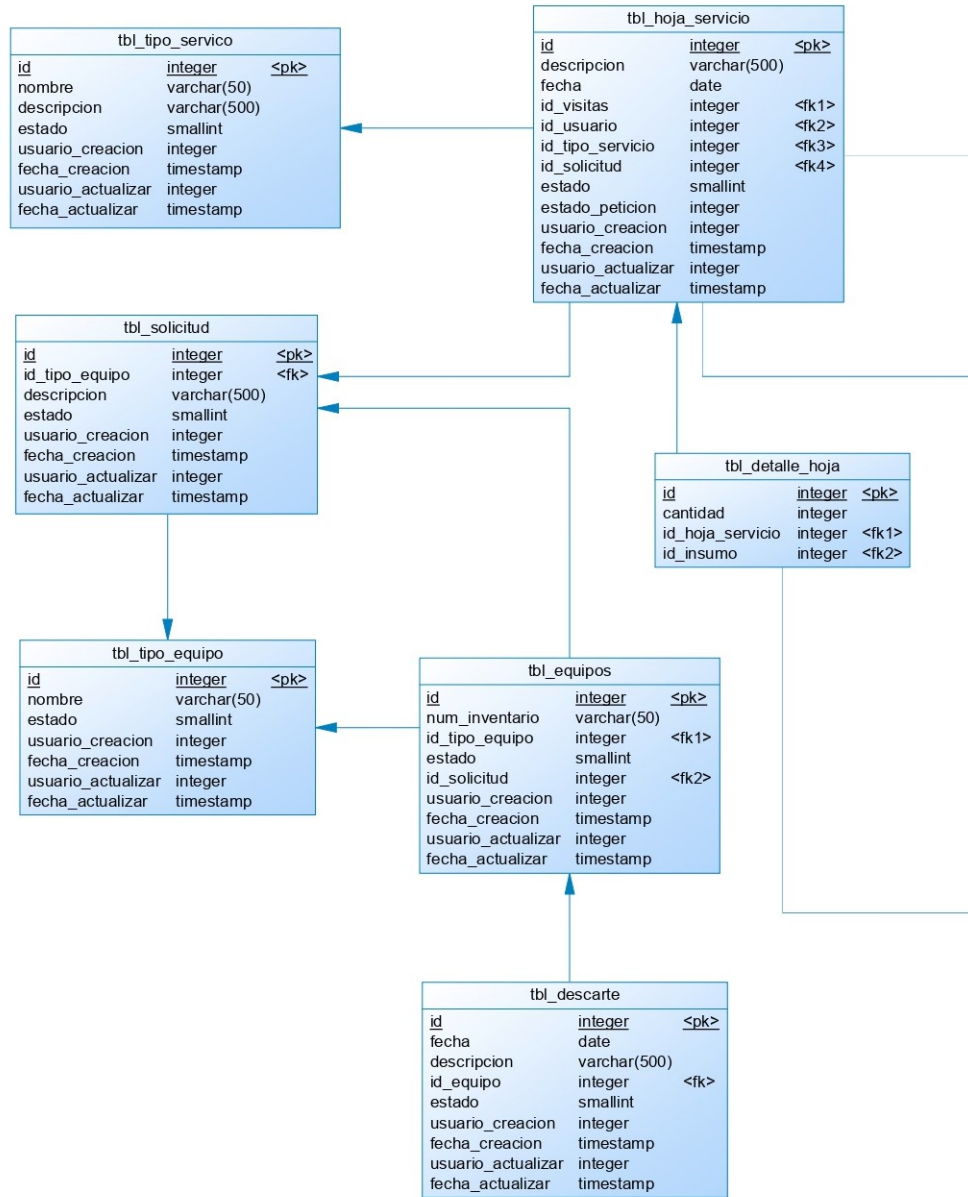 tbl_tipo_servico
id integer <pk>
nombre varchar(50)
descripcion varchar(500)
estado smallint
usuario_creacion integer
fecha_creacion timestamp
usuario_actualizar integer
fecha_actualizar timestamp
tbl_hoja_servicio
id integer <pk>
descripcion varchar(500)
fecha date
id_visitas integer <fk1>
id_usuario integer <fk2>
id_tipo_servicio integer <fk3>
id_solicitud integer <fk4>
estado smallint
estado_peticion integer
usuario_creacion integer
fecha_creacion timestamp
usuario_actualizar integer
fecha_actualizar timestamp
tbl_solicitud
id integer <pk>
id_tipo_equipo integer <fk>
descripcion varchar(500)
estado smallint
usuario_creacion integer
fecha_creacion timestamp
usuario_actualizar integer
fecha_actualizar timestamp
tbl_detalle_hoja
id integer <pk>
cantidad integer
id_hoja_servicio integer <fk1>
id_insumo integer <fk2>
tbl_tipo_equipo
id integer <pk>
nombre varchar(50)
estado smallint
usuario_creacion integer
fecha_creacion timestamp
usuario_actualizar integer
fecha_actualizar timestamp
tbl_equipos
id integer <pk>
num_inventario varchar(50)
id_tipo_equipo integer <fk1>
estado smallint
id_solicitud integer <fk2>
usuario_creacion integer
fecha_creacion timestamp
usuario_actualizar integer
fecha_actualizar timestamp
tbl_descarte
id integer <pk>
fecha date
descripcion varchar(500)
id_equipo integer <fk>
estado smallint
usuario_creacion integer
fecha_creacion timestamp
usuario_actualizar integer
fecha_actualizar timestamp